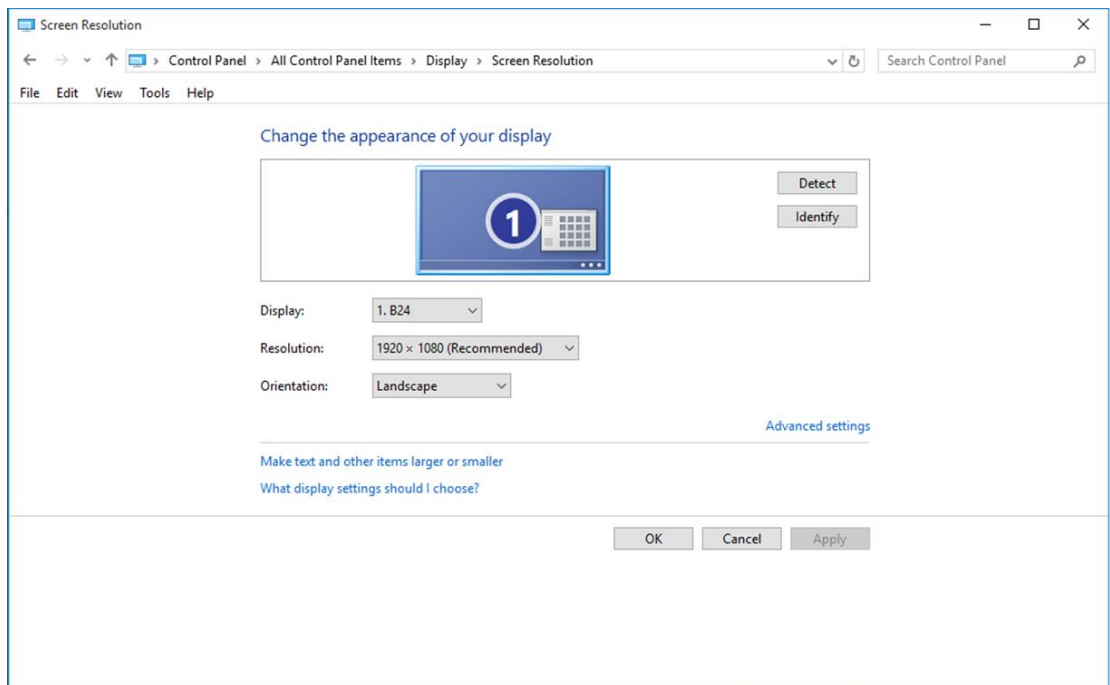 Screen Resolution
Control Panel > All Control Panel Items > Display > Screen Resolution
Search Control Panel
File Edit View Tools Help
Change the appearance of your display
1
Detect
Identify
Display: 1. B24
Resolution: 1920 × 1080 (Recommended)
Orientation: Landscape
Advanced settings
Make text and other items larger or smaller
What display settings should I choose?
OK Cancel Apply